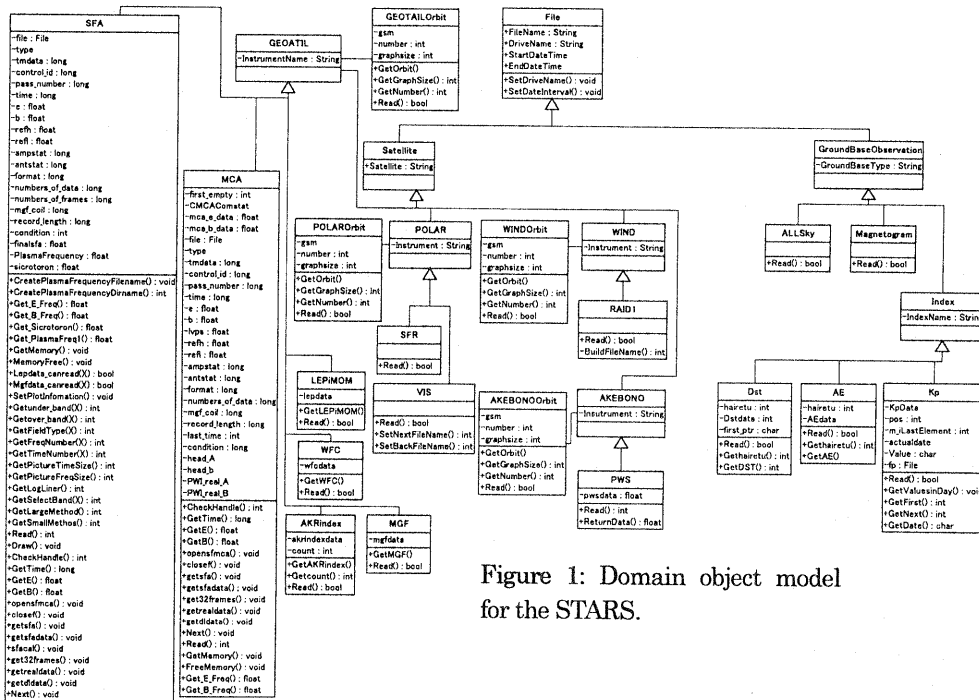 SFA
-file : File
-type
-tmdata : long
-control_id : long
-pass_number : long
-time : long
-e : float
-b : float
-refh : float
-refl : float
-ampstat : long
-antstat : long
-format : long
-numbers_of_data : long
-numbers_of_frames : long
-mgf_coil : long
-record_length : long
-condition : int
-finalsfa : float
-PlasmaFrequency : float
-sicrotoron : float
+CreatePlasmaFrequencyFilename() : void
+CreatePlasmaFrequencyDirname() : int
+Get_E_Freq() : float
+Get_B_Freq() : float
+Get_Sicrotoron() : float
+Get_PlasmaFreq1() : float
+GetMemory() : void
+MemoryFree() : void
+Lepdata_canread(X) : bool
+Mgfdata_canread(X) : bool
+SetPlotInfomation() : void
+Getunder_band(X) : int
+Getover_band(X) : int
+GetFieldType(X) : int
+GetFreqNumber(X) : int
+GetTimeNumber(X) : int
+GetPictureTimeSize() : int
+GetPictureFreqSize() : int
+GetLogLiner() : int
+GetSelectBand(X) : int
+GetLargeMethod() : int
+GetSmallMethos() : int
+Read() : int
+Draw() : void
+CheckHandle() : int
+GetTime() : long
+GetE() : float
+GetB() : float
+opensfmca() : void
+closef() : void
+getsfa() : void
+getsfadata() : void
+sfacal() : void
+get32frames() : void
+getrealdata() : void
+getdldata() : void
+Next() : void
MCA
-first_empty : int
-CMCAComstat
-mca_e_data : float
-mca_b_data : float
-file : File
-type
-tmdata : long
-control_id : long
-pass_number : long
-time : long
-e : float
-b : float
-lvps : float
-refh : float
-refl : float
-ampstat : long
-antstat : long
-format : long
-numbers_of_data : long
-mgf_coil : long
-record_length : long
-last_time : int
-condition : long
-head_A
-head_b
-PWI_real_A
-PWI_real_B
+CheckHandle() : int
+GetTime() : long
+GetE() : float
+GetB() : float
+opensfmca() : void
+closef() : void
+getsfa() : void
+getsfadata() : void
+get32frames() : void
+getrealdata() : void
+getdldata() : void
+Next() : void
+Read() : int
+GetMemory() : void
+FreeMemory() : void
+Get_E_Freq() : float
+Get_B_Freq() : float
GEOATIL
-InstrumentName : String
GEOTAILOrbit
-gsm
-number : int
-graphsize : int
+GetOrbit()
+GetGraphSize() : int
+GetNumber() : int
+Read() : bool
File
+FileName : String
+DriveName : String
+StartDateTime
+EndDateTime
+SetDriveName() : void
+SetDateInterval() : void
Satellite
+Satellite : String
GroundBaseObservation
-GroundBaseType : String
POLAROrbit
-gsm
-number : int
-graphsize : int
+GetOrbit()
+GetGraphSize() : int
+GetNumber() : int
+Read() : bool
POLAR
-Instrument : String
WINDOrbit
-gsm
-number : int
-graphsize : int
+GetOrbit()
+GetGraphSize() : int
+GetNumber() : int
+Read() : bool
WIND
-Instrument : String
ALLSky
+Read() : bool
Magnetogram
+Read() : bool
Index
-IndexName : String
SFR
+Read() : bool
RAID1
+Read() : bool
-BuildFileName() : int
LEPiMOM
-lepdata
+GetLEPiMOM()
+Read() : bool
VIS
+Read() : bool
+SetNextFileName() : int
+SetBackFileName() : int
AKEBONOOrbit
-gsm
-number : int
-graphsize : int
+GetOrbit()
+GetGraphSize() : int
+GetNumber() : int
+Read() : bool
AKEBONO
-Insutrument : String
Dst
-hairetu : int
-Dstdata : int
-first_ptr : char
+Read() : bool
+Gethairetu() : int
+GetDST() : int
AE
-hairetu : int
-AEdata
+Read() : bool
+Gethairetu() : int
+GetAE()
Kp
-KpData
-pos : int
-m_iLastElement : int
-actualdate
-Value : char
-fp : File
+Read() : bool
+GetValuesinDay() : void
+GetFirst() : int
+GetNext() : int
+GetDate() : char
WFC
-wfcdata
+GetWFC()
+Read() : bool
PWS
-pwsdata : float
+Read() : int
+ReturnData() : float
AKRindex
-akrindexdata
-count : int
+GetAKRindex()
+Getcount() : int
+Read() : bool
MGF
-mgfdata
+GetMGF()
+Read() : bool
Figure 1: Domain object model
for the STARS.